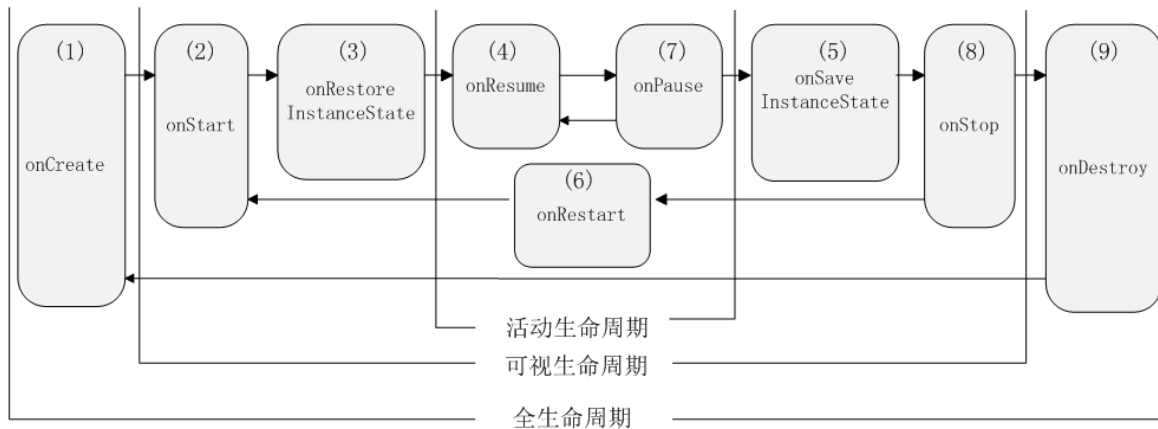 (1)
onCreate
(2)
onStart
(3)
onRestore
InstanceState
(4)
onResume
(7)
onPause
(5)
onSave
InstanceState
(8)
onStop
(9)
onDestroy
(6)
onRestart
活动生命周期
可视生命周期
全生命周期